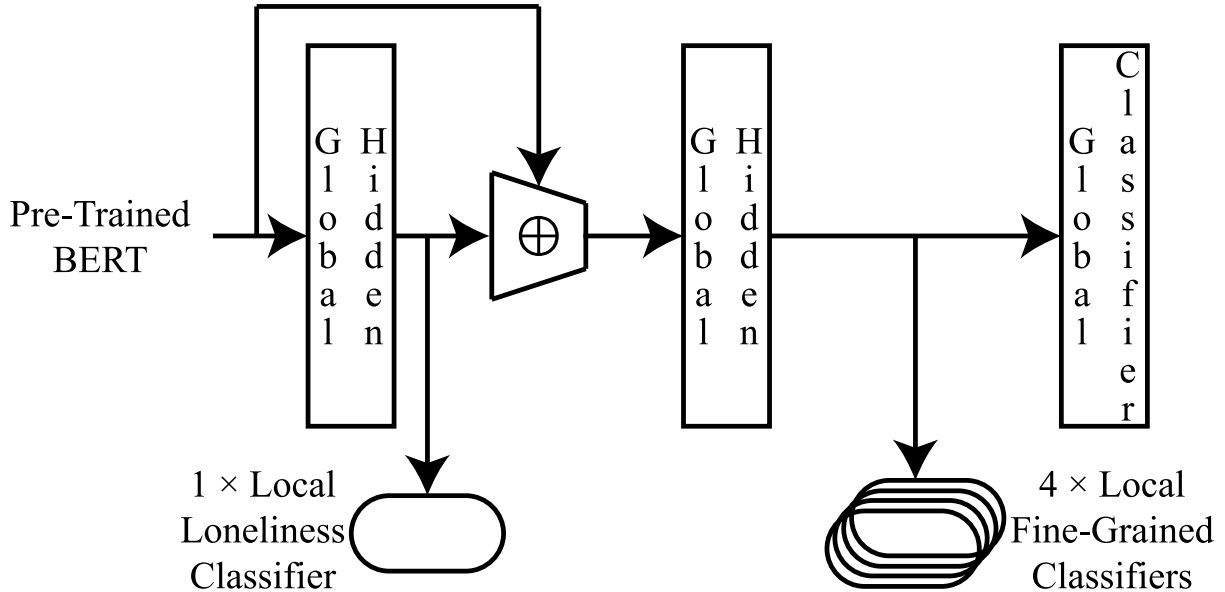 Pre-Trained
BERT
Global
Hidden
⊕
Global
Hidden
Global
Classifier
1 × Local
Loneliness
Classifier
4 × Local
Fine-Grained
Classifiers